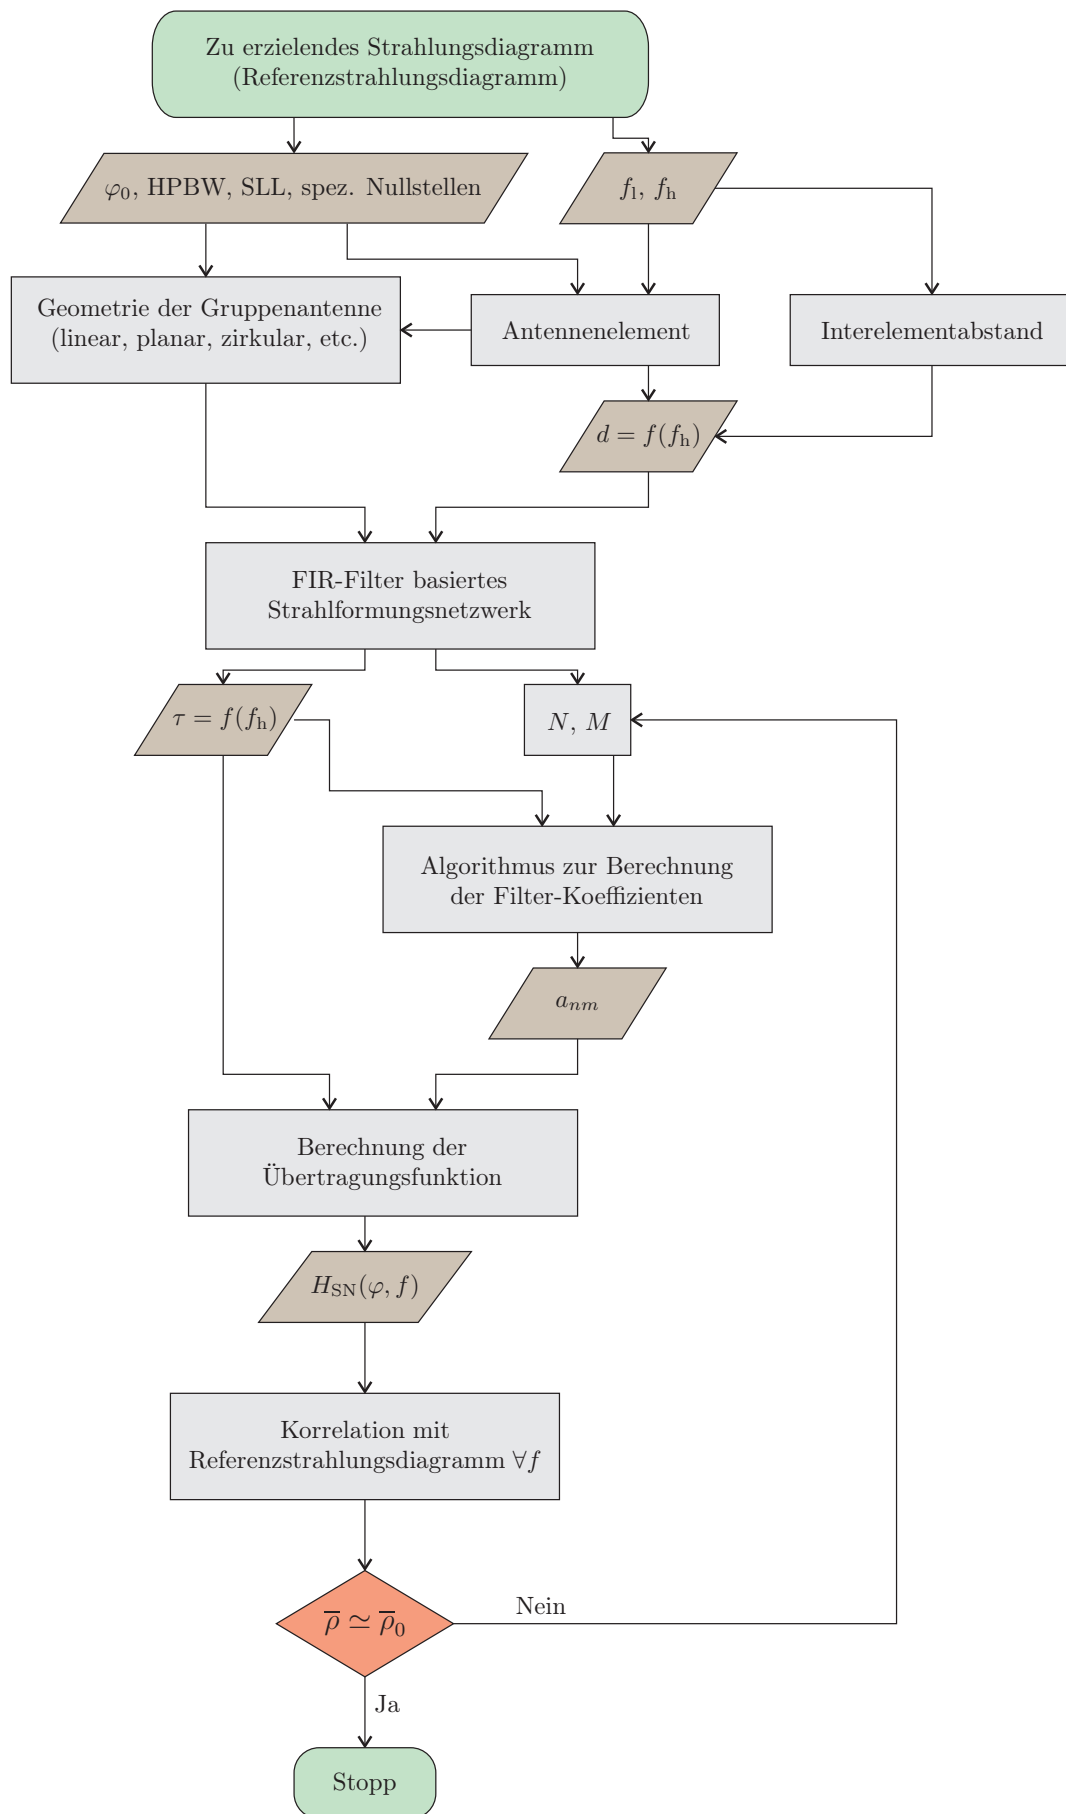 Zu erzielendes Strahlungsdiagramm
(Referenzstrahlungsdiagramm)
φ₀, HPBW, SLL, spez. Nullstellen
fₗ, fₕ
Geometrie der Gruppenantenne
(linear, planar, zirkular, etc.)
Antennenelement
Interelementabstand
d = f(fₕ)
FIR-Filter basiertes
Strahlformungsnetzwerk
τ = f(fₕ)
N, M
Algorithmus zur Berechnung
der Filter-Koeffizienten
aₙₘ
Berechnung der
Übertragungsfunktion
H_SN(φ, f)
Korrelation mit
Referenzstrahlungsdiagramm ∀f
ρ̅ ≃ ρ̅₀
Nein
Ja
Stopp